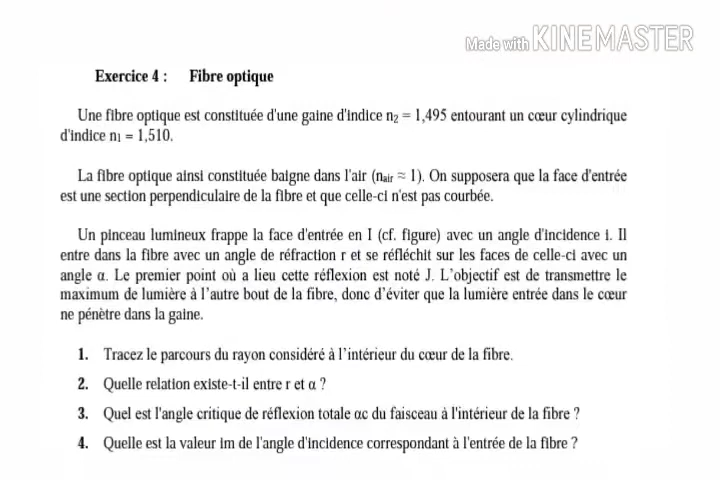 Made with KINEMASTER
Exercice 4 : Fibre optique
Une fibre optique est constituée d'une gaine d'indice n₂ = 1,495 entourant un cœur cylindrique
d'indice n₁ = 1,510.
La fibre optique ainsi constituée baigne dans l'air (nair ≈ 1). On supposera que la face d'entrée
est une section perpendiculaire de la fibre et que celle-ci n'est pas courbée.
Un pinceau lumineux frappe la face d'entrée en I (cf. figure) avec un angle d'incidence i. Il
entre dans la fibre avec un angle de réfraction r et se réfléchit sur les faces de celle-ci avec un
angle α. Le premier point où a lieu cette réflexion est noté J. L'objectif est de transmettre le
maximum de lumière à l'autre bout de la fibre, donc d'éviter que la lumière entrée dans le cœur
ne pénètre dans la gaine.
1. Tracez le parcours du rayon considéré à l'intérieur du cœur de la fibre.
2. Quelle relation existe-t-il entre r et α ?
3. Quel est l'angle critique de réflexion totale αc du faisceau à l'intérieur de la fibre ?
4. Quelle est la valeur im de l'angle d'incidence correspondant à l'entrée de la fibre ?